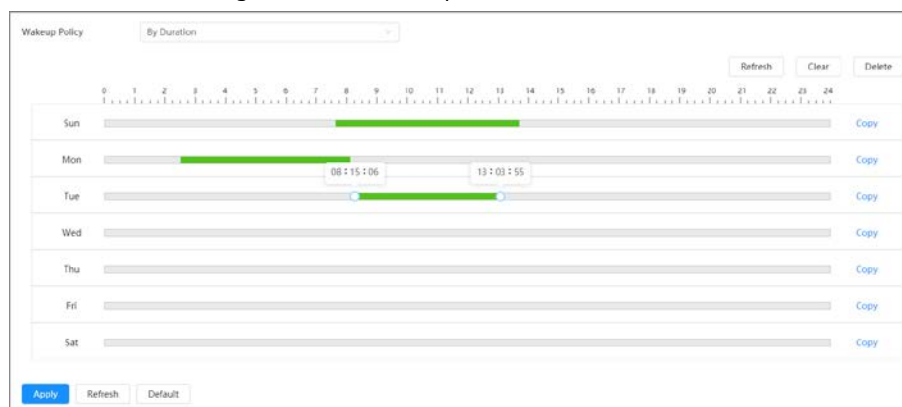 Wakeup Policy By Duration
Refresh Clear Delete
0 1 2 3 4 5 6 7 8 9 10 11 12 13 14 15 16 17 18 19 20 21 22 23 24
Sun Copy
Mon Copy
08:15:06 13:03:55
Tue Copy
Wed Copy
Thu Copy
Fri Copy
Sat Copy
Apply Refresh Default